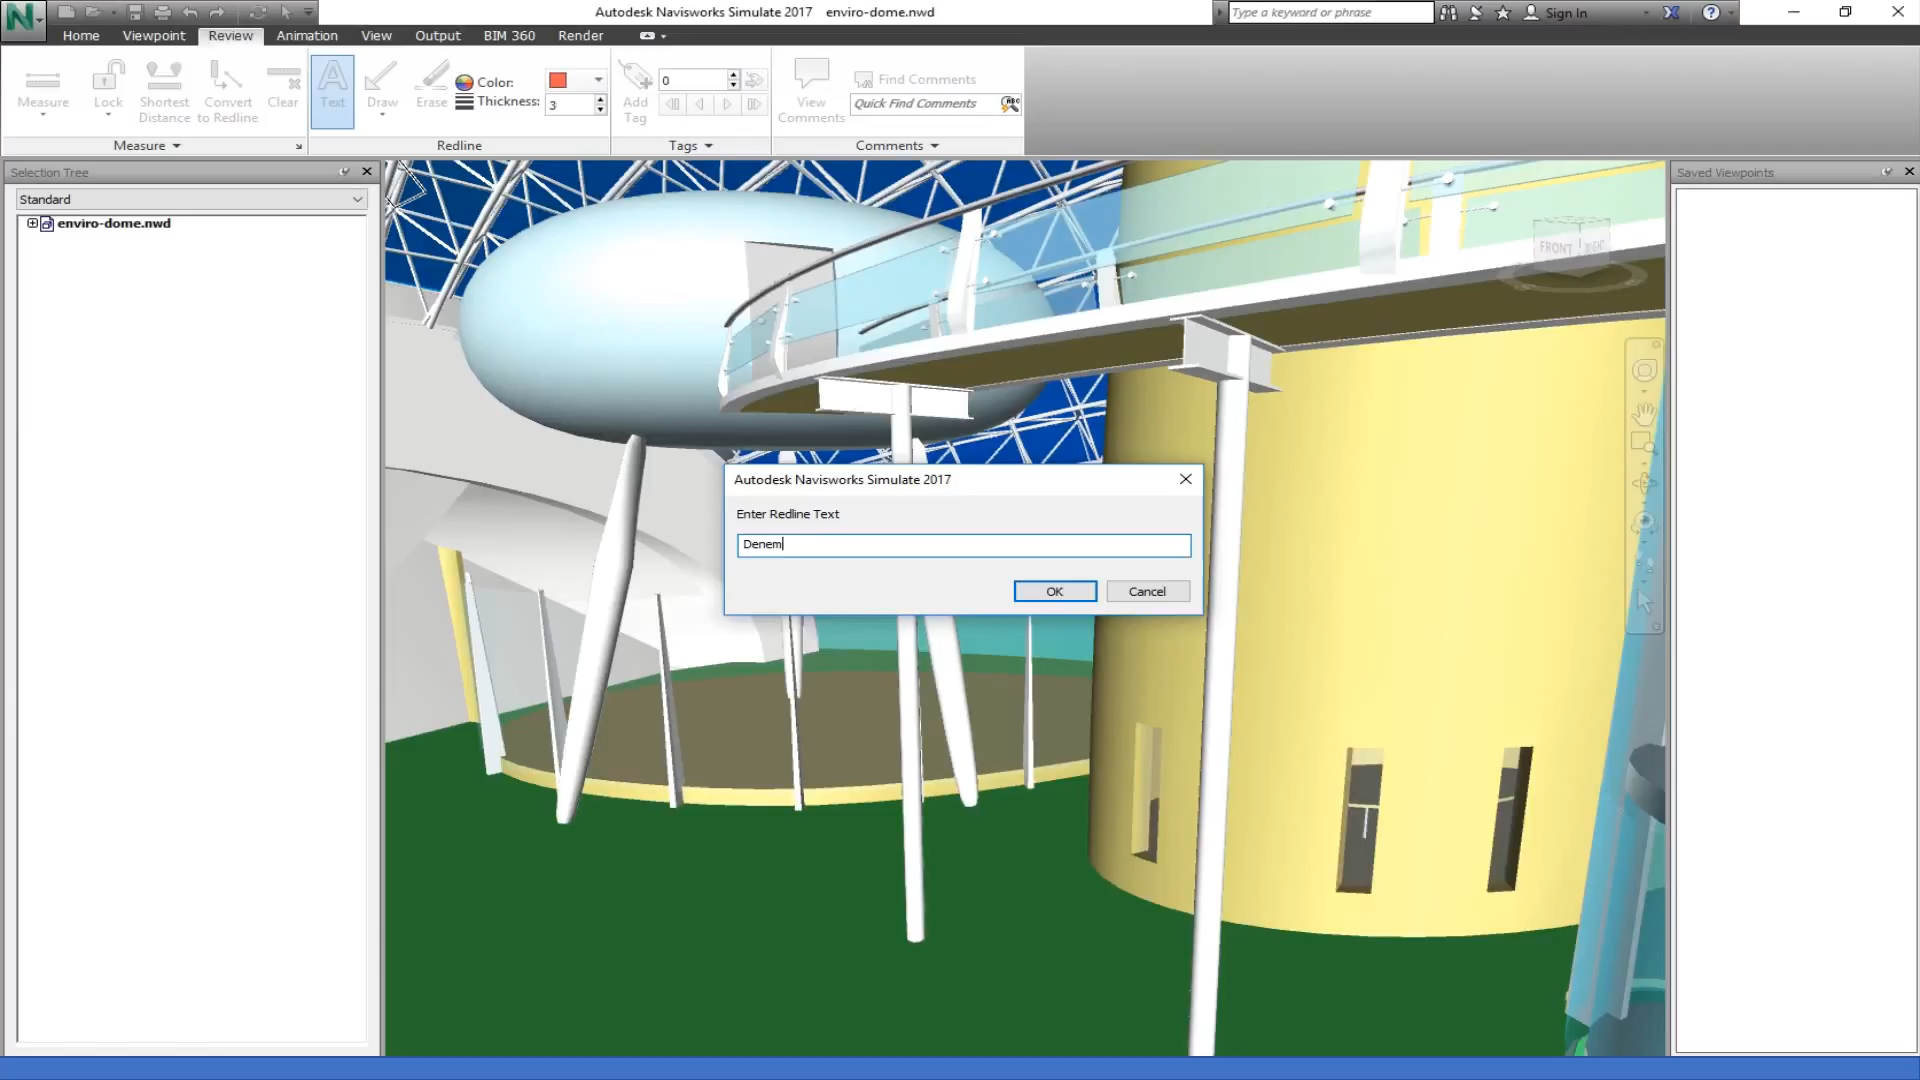 Autodesk Navisworks Simulate 2017 enviro-dome.nwd
Type a keyword or phrase
Sign In
Home Viewpoint Review Animation View Output BIM 360 Render
Measure
Lock
Shortest Distance
Convert to Redline
Clear
Text
Draw
Erase
Color:
Thickness: 3
Add Tag
0
View Comments
Find Comments
Quick Find Comments
Measure Redline Tags Comments
Selection Tree
Saved Viewpoints
Standard
enviro-dome.nwd
FRONT RIGHT
Autodesk Navisworks Simulate 2017
Enter Redline Text
Denem
OK Cancel